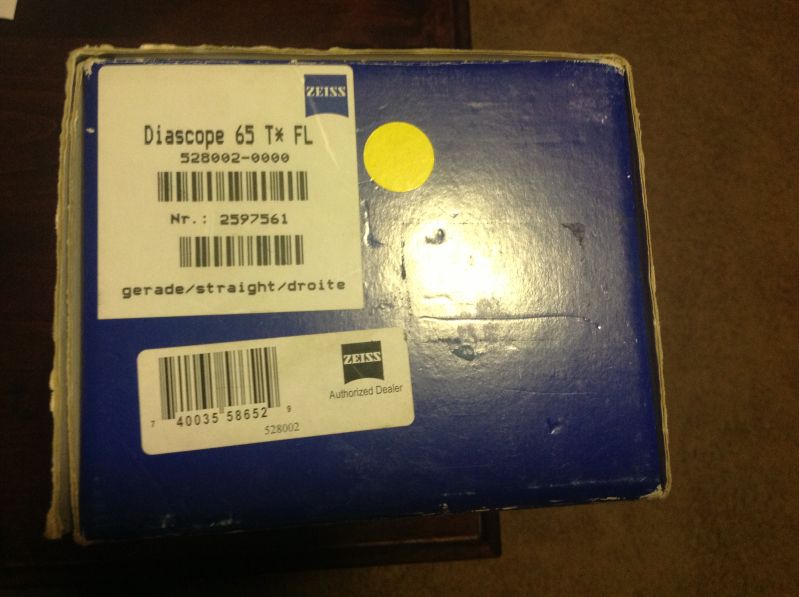 ZEISS
Diascope 65 T* FL
528002-0000
Nr.: 2597561
gerade/straight/droite
ZEISS
Authorized Dealer
7 40035 58652 9
528002